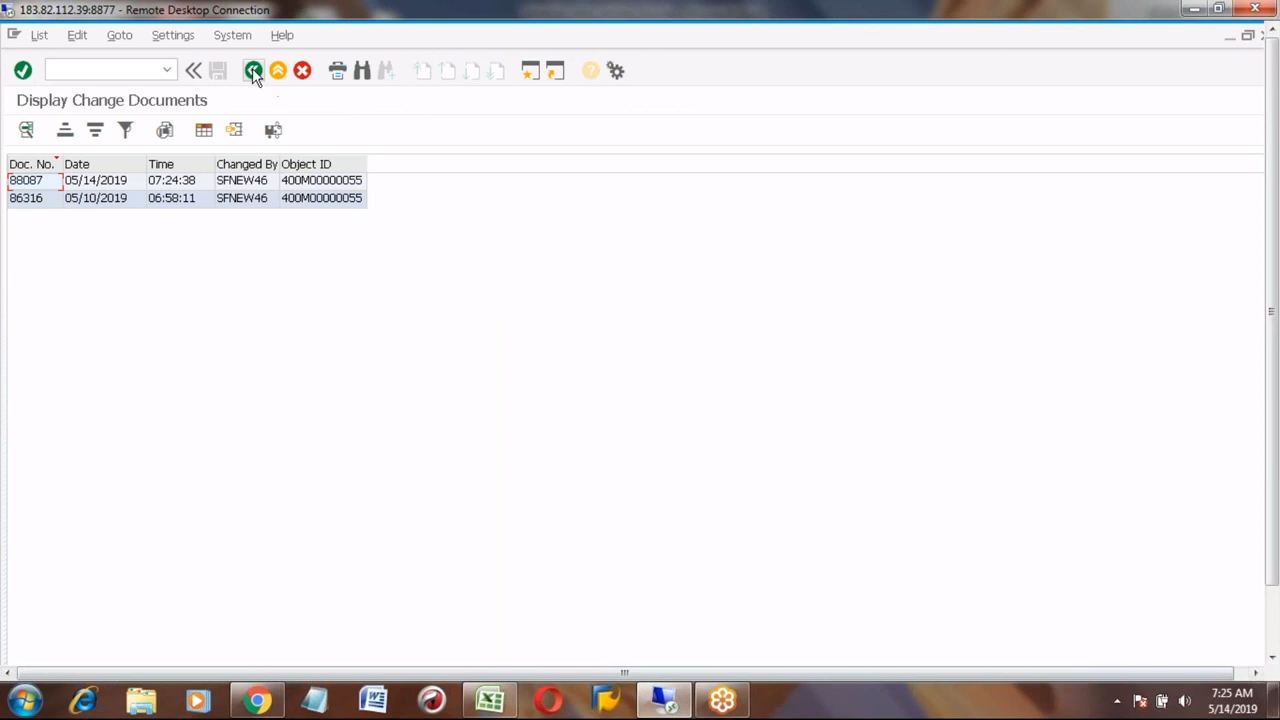 183.82.112.39:8877 - Remote Desktop Connection
List Edit Goto Settings System Help
Display Change Documents
Doc. No. Date Time Changed By Object ID
88087 05/14/2019 07:24:38 SFNEW46 400M00000055
86316 05/10/2019 06:58:11 SFNEW46 400M00000055
7:25 AM
5/14/2019